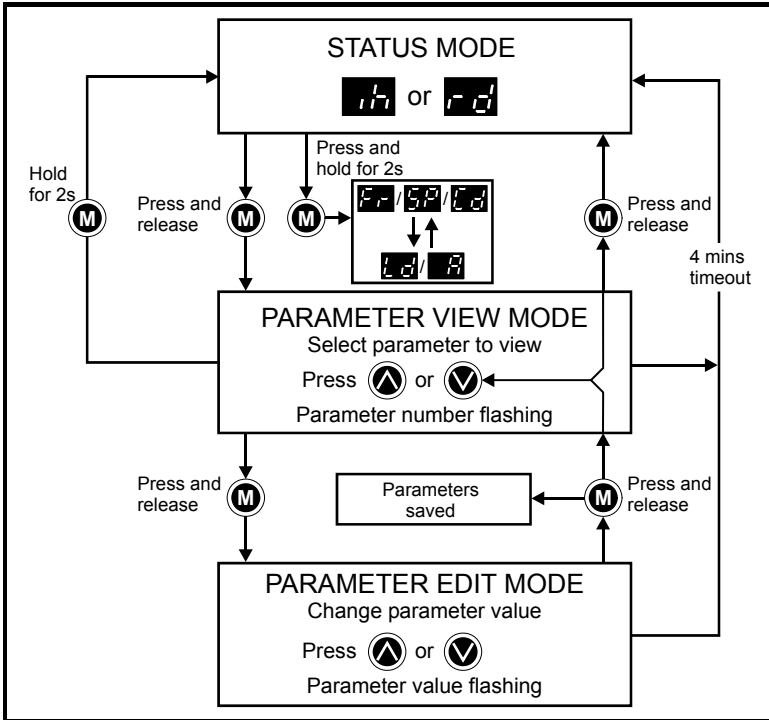 STATUS MODE
ih or rd
Hold
for 2s
M
Press and
release
M
Press and
hold for 2s
M
Fr / SP / Cd
Ld / A
Press and
release
M
4 mins
timeout
PARAMETER VIEW MODE
Select parameter to view
Press or
Parameter number flashing
Press and
release
M
Parameters
saved
M
Press and
release
PARAMETER EDIT MODE
Change parameter value
Press or
Parameter value flashing